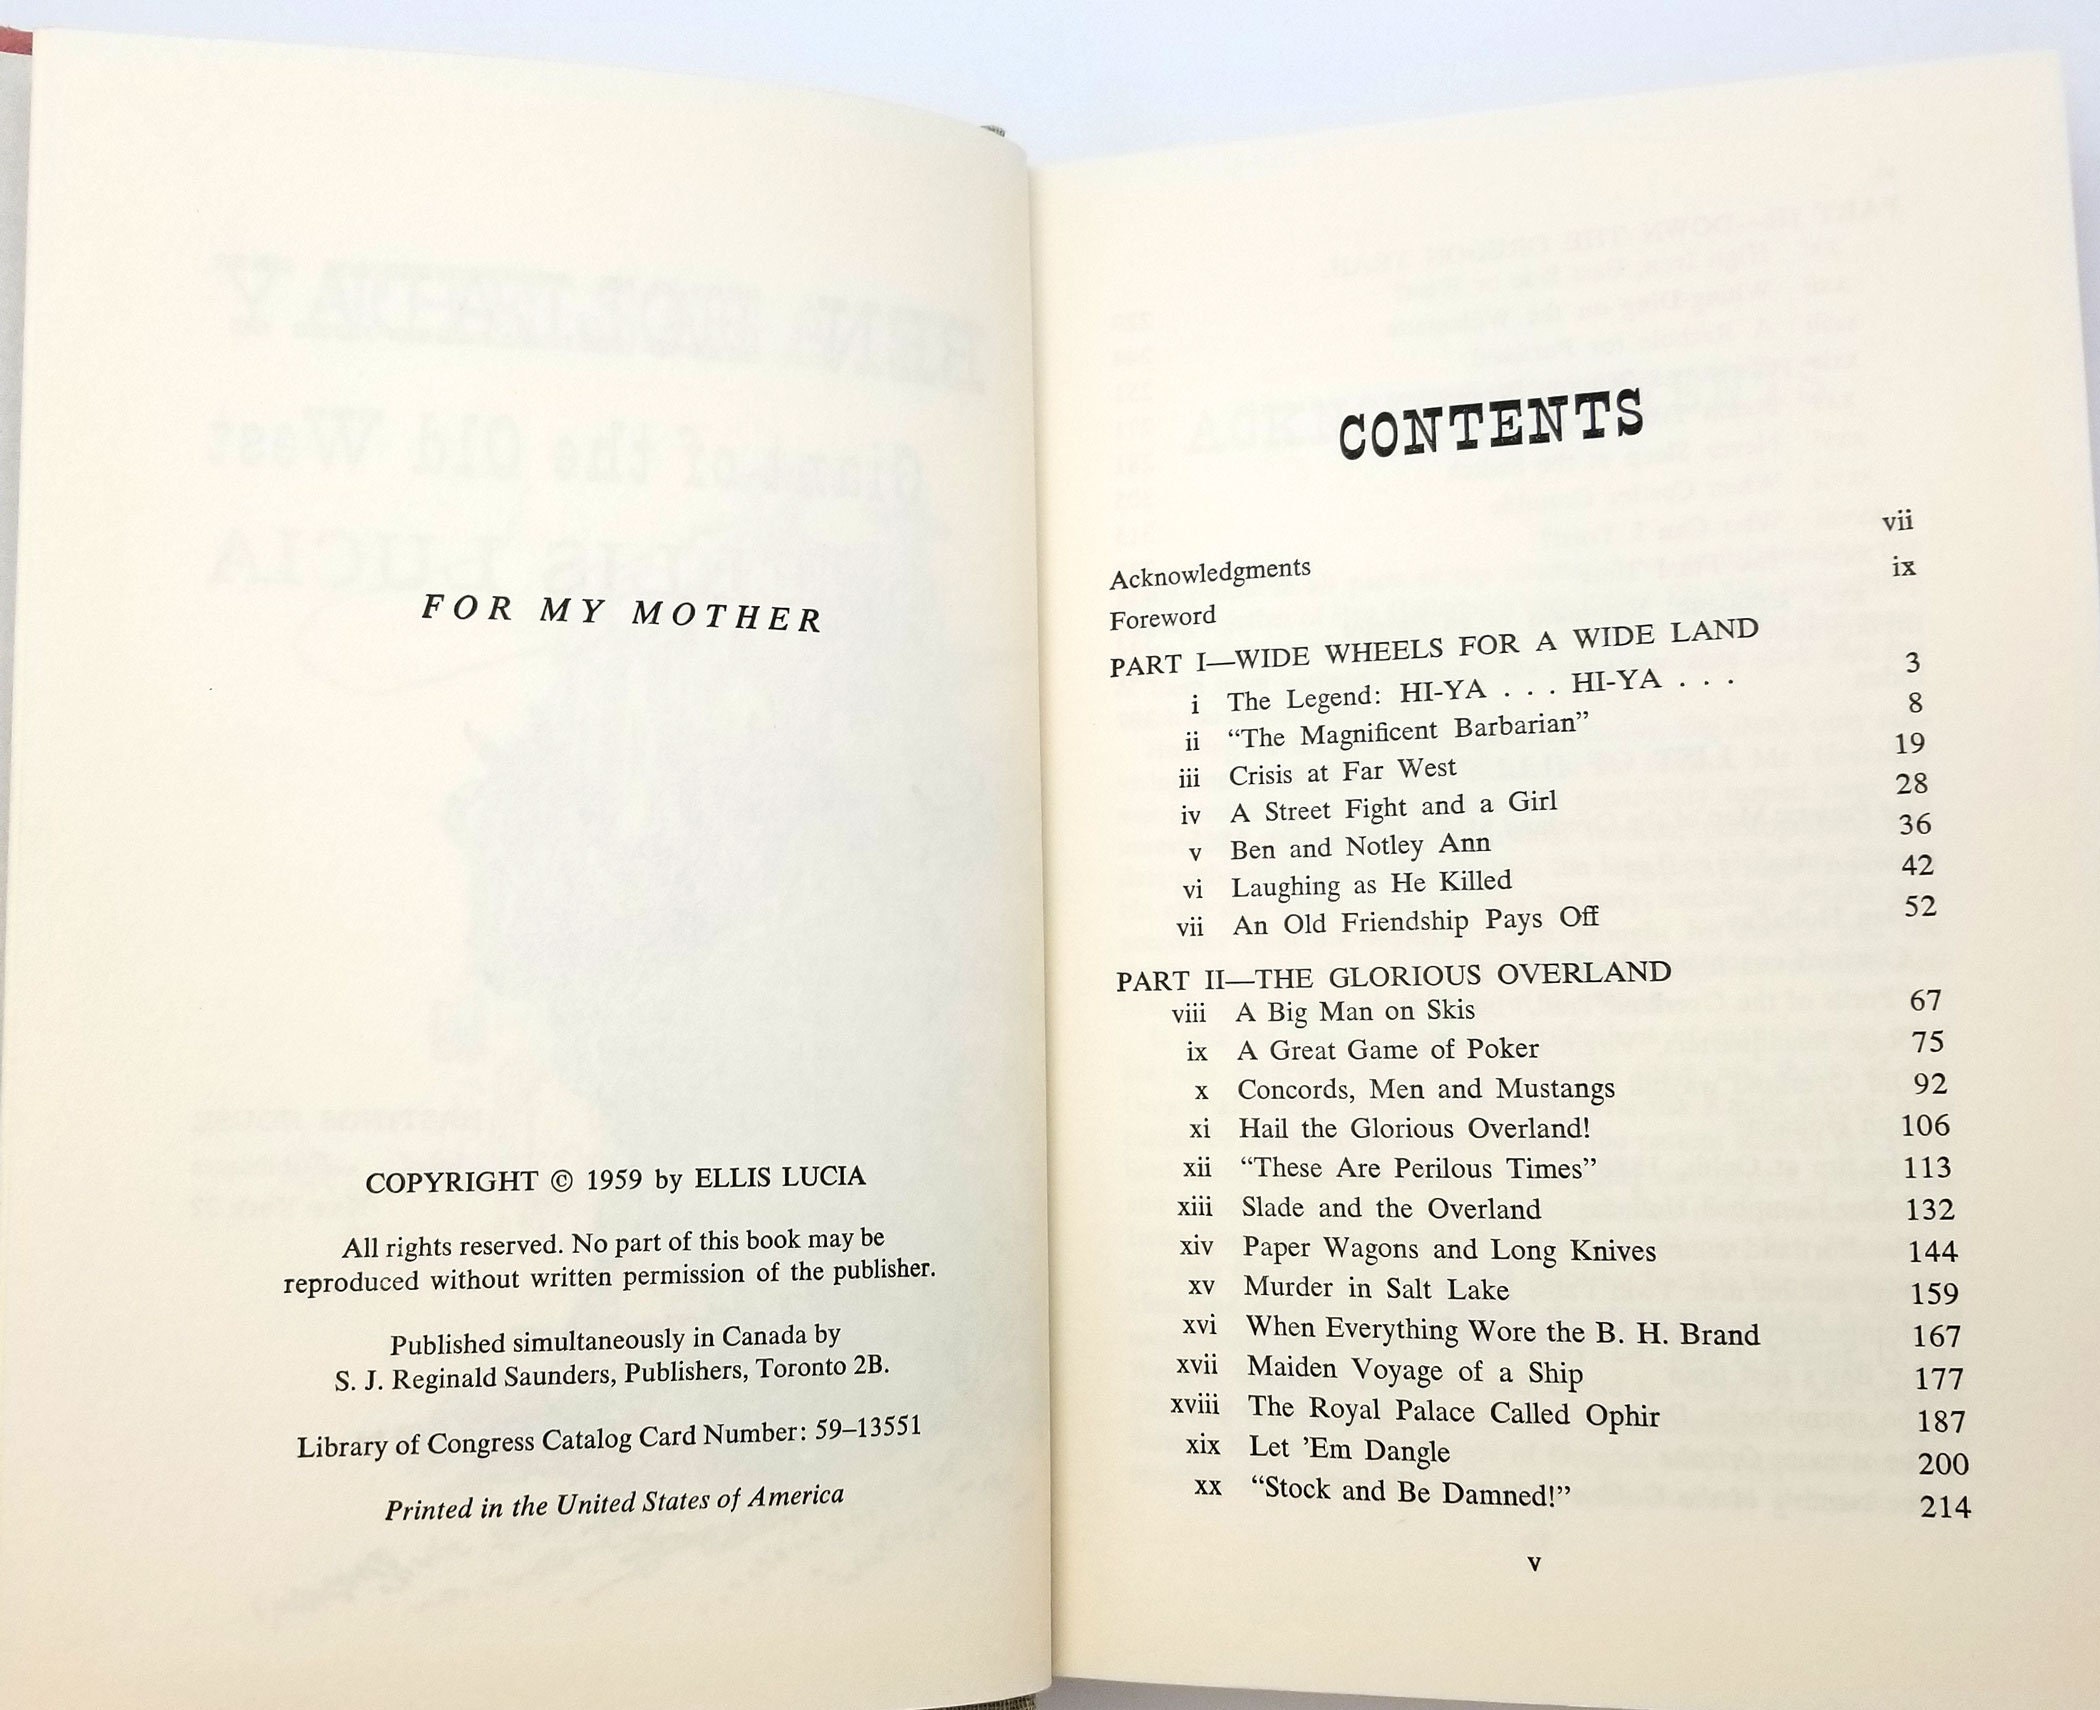 FOR MY MOTHER
COPYRIGHT © 1959 by ELLIS LUCIA
All rights reserved. No part of this book may be
reproduced without written permission of the publisher.
Published simultaneously in Canada by
S. J. Reginald Saunders, Publishers, Toronto 2B.
Library of Congress Catalog Card Number: 59–13551
Printed in the United States of America
CONTENTS
Acknowledgments vii
Foreword ix
PART I—WIDE WHEELS FOR A WIDE LAND
i The Legend: HI-YA . . . HI-YA . . . 3
ii “The Magnificent Barbarian” 8
iii Crisis at Far West 19
iv A Street Fight and a Girl 28
v Ben and Notley Ann 36
vi Laughing as He Killed 42
vii An Old Friendship Pays Off 52
PART II—THE GLORIOUS OVERLAND
viii A Big Man on Skis 67
ix A Great Game of Poker 75
x Concords, Men and Mustangs 92
xi Hail the Glorious Overland! 106
xii “These Are Perilous Times” 113
xiii Slade and the Overland 132
xiv Paper Wagons and Long Knives 144
xv Murder in Salt Lake 159
xvi When Everything Wore the B. H. Brand 167
xvii Maiden Voyage of a Ship 177
xviii The Royal Palace Called Ophir 187
xix Let ’Em Dangle 200
xx “Stock and Be Damned!” 214
v